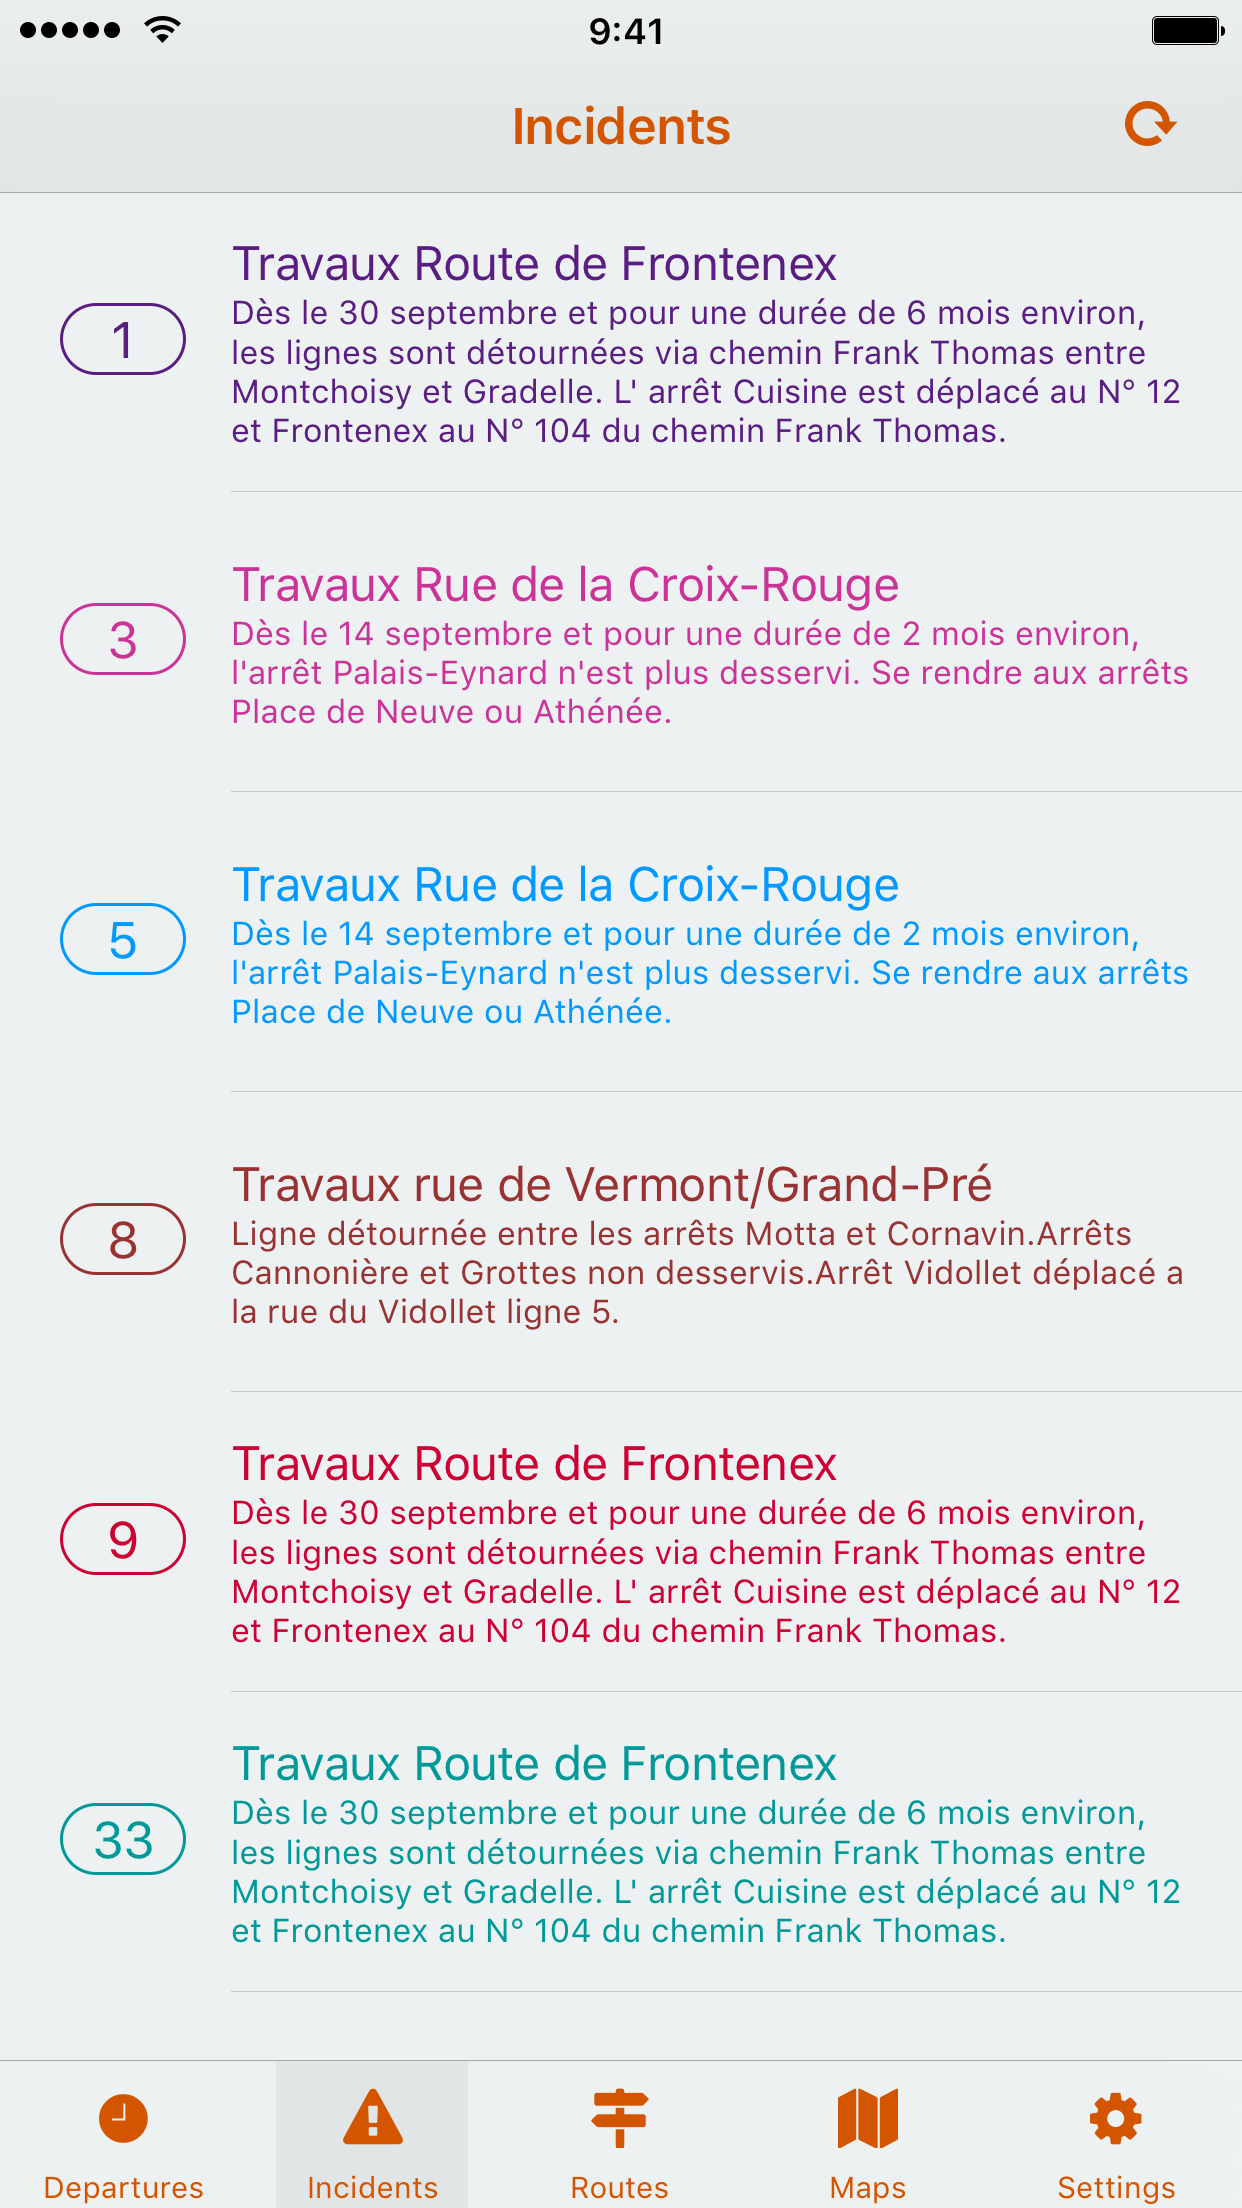 9:41
Incidents
Travaux Route de Frontenex
1
Dès le 30 septembre et pour une durée de 6 mois environ,
les lignes sont détournées via chemin Frank Thomas entre
Montchoisy et Gradelle. L' arrêt Cuisine est déplacé au N° 12
et Frontenex au N° 104 du chemin Frank Thomas.
Travaux Rue de la Croix-Rouge
3
Dès le 14 septembre et pour une durée de 2 mois environ,
l'arrêt Palais-Eynard n'est plus desservi. Se rendre aux arrêts
Place de Neuve ou Athénée.
Travaux Rue de la Croix-Rouge
5
Dès le 14 septembre et pour une durée de 2 mois environ,
l'arrêt Palais-Eynard n'est plus desservi. Se rendre aux arrêts
Place de Neuve ou Athénée.
Travaux rue de Vermont/Grand-Pré
8
Ligne détournée entre les arrêts Motta et Cornavin.Arrêts
Cannonière et Grottes non desservis.Arrêt Vidollet déplacé a
la rue du Vidollet ligne 5.
Travaux Route de Frontenex
9
Dès le 30 septembre et pour une durée de 6 mois environ,
les lignes sont détournées via chemin Frank Thomas entre
Montchoisy et Gradelle. L' arrêt Cuisine est déplacé au N° 12
et Frontenex au N° 104 du chemin Frank Thomas.
Travaux Route de Frontenex
33
Dès le 30 septembre et pour une durée de 6 mois environ,
les lignes sont détournées via chemin Frank Thomas entre
Montchoisy et Gradelle. L' arrêt Cuisine est déplacé au N° 12
et Frontenex au N° 104 du chemin Frank Thomas.
Departures Incidents Routes Maps Settings